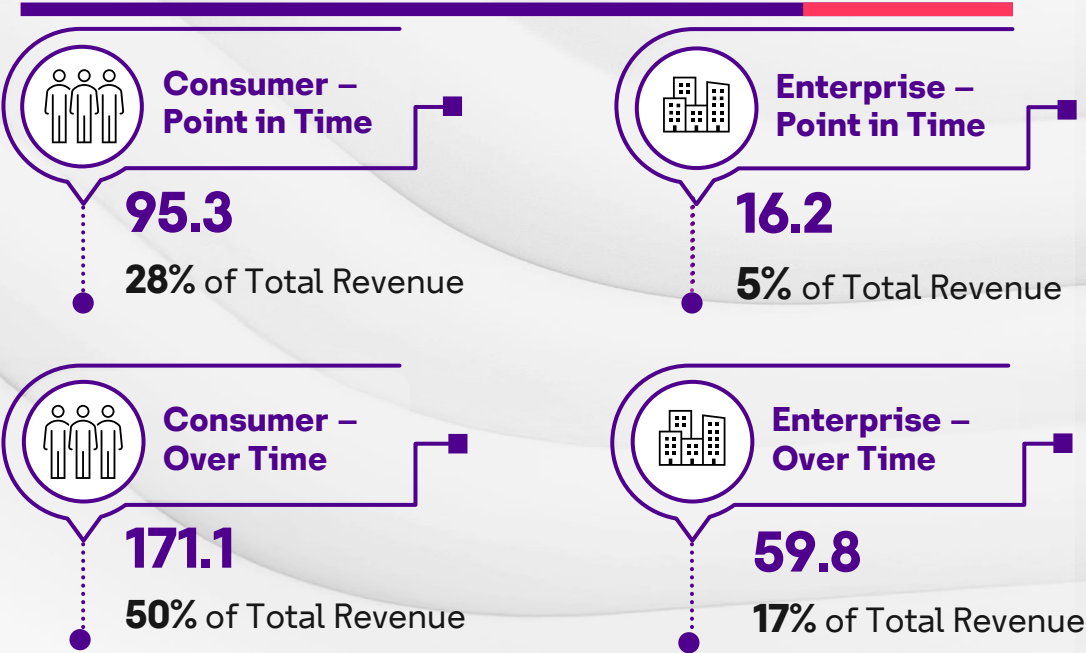 Consumer –
Point in Time
95.3
28% of Total Revenue
Enterprise –
Point in Time
16.2
5% of Total Revenue
Consumer –
Over Time
171.1
50% of Total Revenue
Enterprise –
Over Time
59.8
17% of Total Revenue